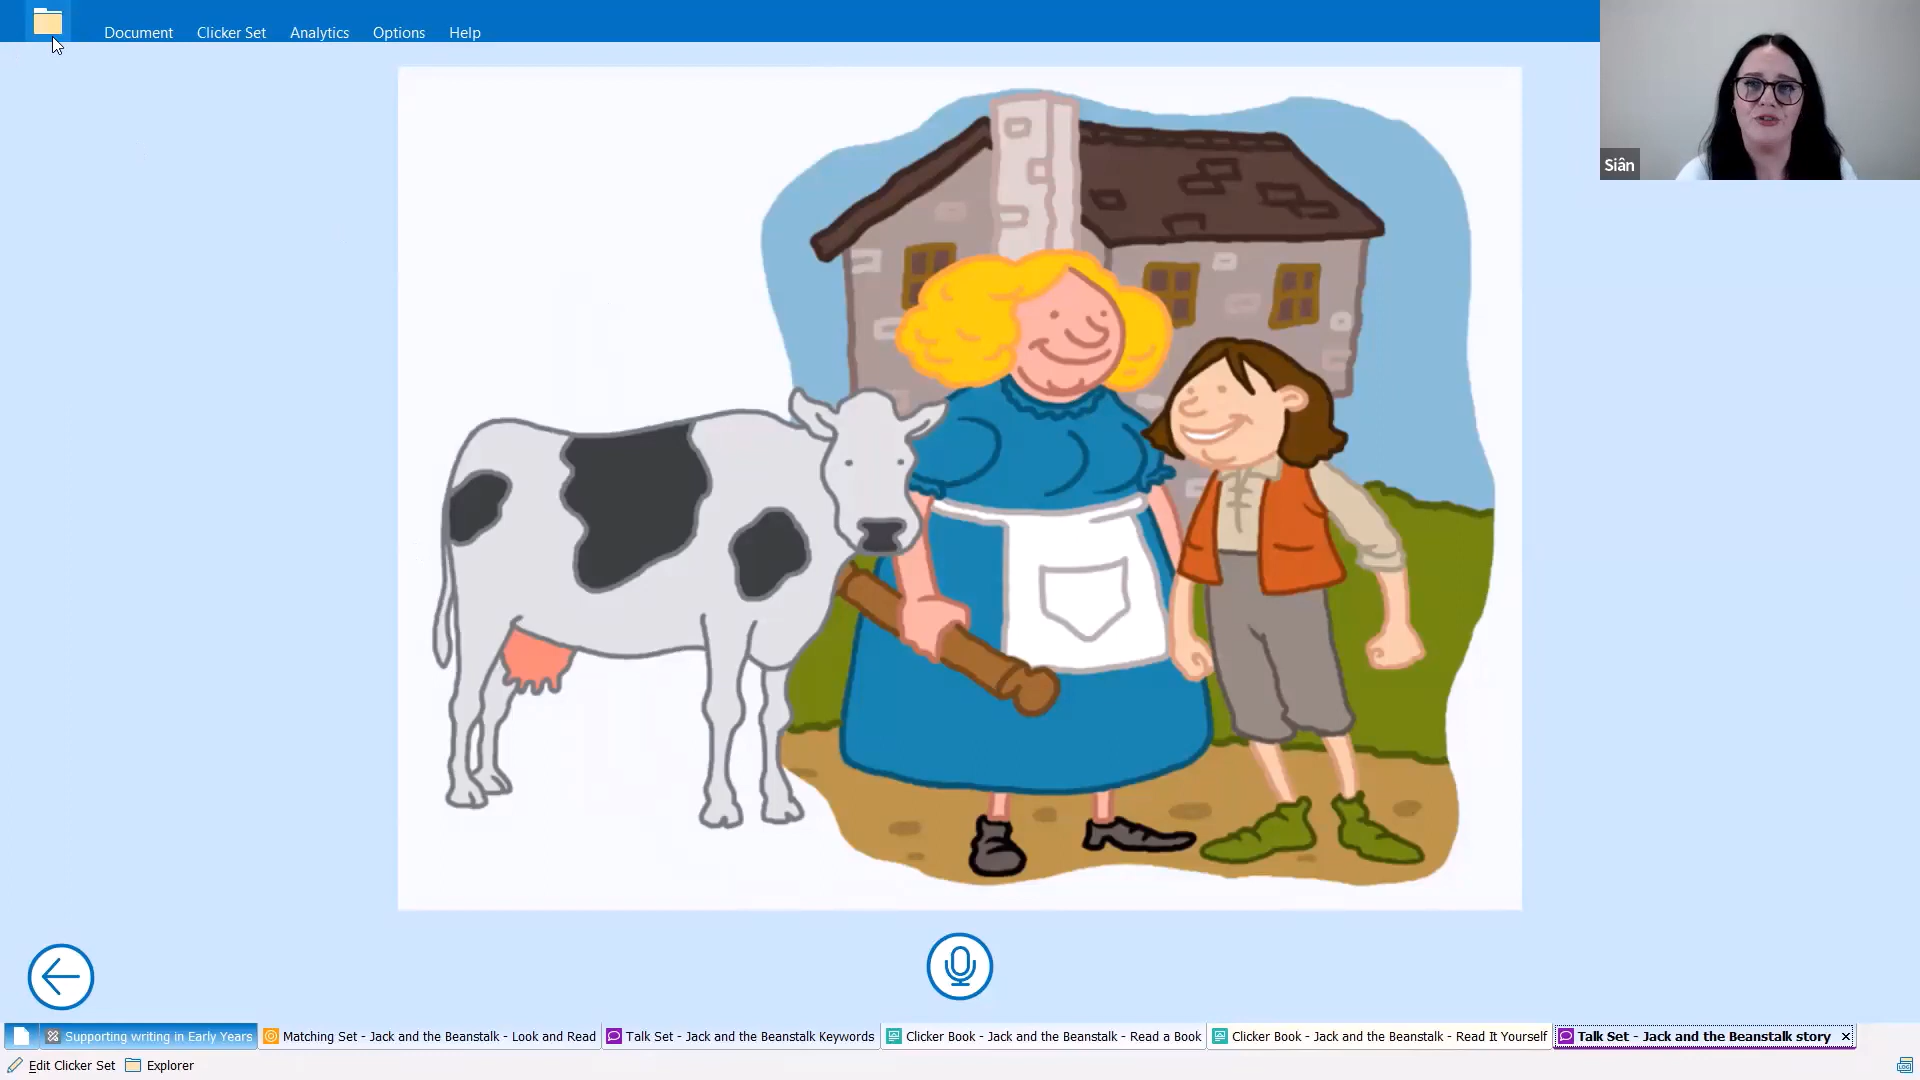 Document Clicker Set Analytics Options Help
Siân
Supporting writing in Early Years Matching Set - Jack and the Beanstalk - Look and Read Talk Set - Jack and the Beanstalk Keywords Clicker Book - Jack and the Beanstalk - Read a Book Clicker Book - Jack and the Beanstalk - Read It Yourself Talk Set - Jack and the Beanstalk story
Edit Clicker Set Explorer